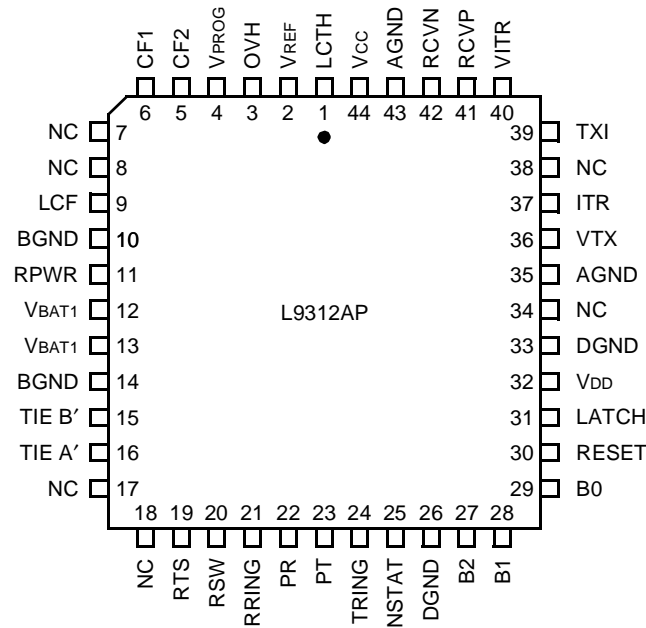 CF1 CF2 VPROG OVH VREF LCTH VCC AGND RCVN RCVP VITR
6 5 4 3 2 1 44 43 42 41 40
NC 7 39 TXI
NC 8 38 NC
LCF 9 37 ITR
BGND 10 36 VTX
RPWR 11 35 AGND
VBAT1 12 L9312AP 34 NC
VBAT1 13 33 DGND
BGND 14 32 VDD
TIE B′ 15 31 LATCH
TIE A′ 16 30 RESET
NC 17 29 B0
18 19 20 21 22 23 24 25 26 27 28
NC RTS RSW RRING PR PT TRING NSTAT DGND B2 B1